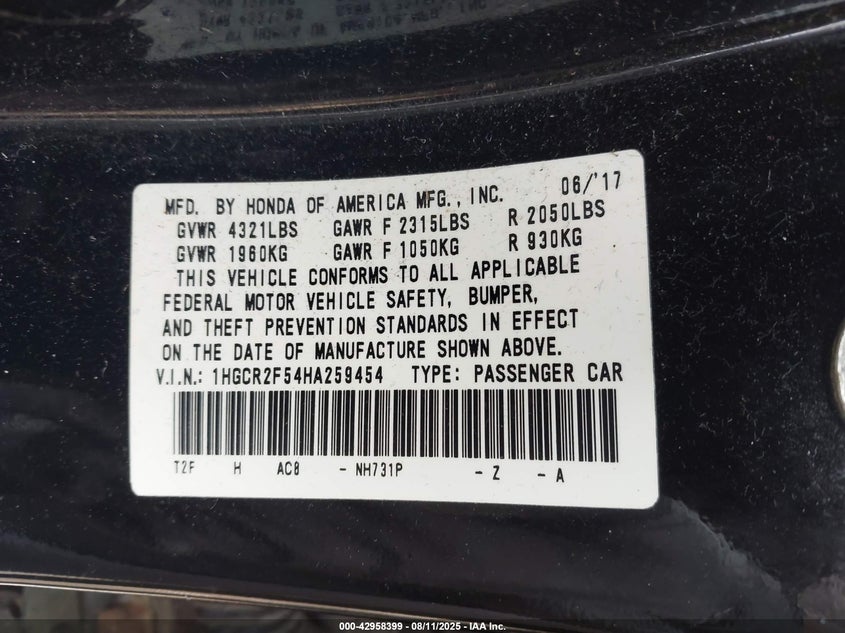 MFD. BY HONDA OF AMERICA MFG., INC. 06/'17
GVWR 4321LBS GAWR F 2315LBS R 2050LBS
GVWR 1960KG GAWR F 1050KG R 930KG
THIS VEHICLE CONFORMS TO ALL APPLICABLE
FEDERAL MOTOR VEHICLE SAFETY, BUMPER,
AND THEFT PREVENTION STANDARDS IN EFFECT
ON THE DATE OF MANUFACTURE SHOWN ABOVE.
V.I.N.: 1HGCR2F54HA259454 TYPE: PASSENGER CAR
T2F H AC8 - NH731P - Z - A
000-42958399 - 08/11/2025 - IAA Inc.